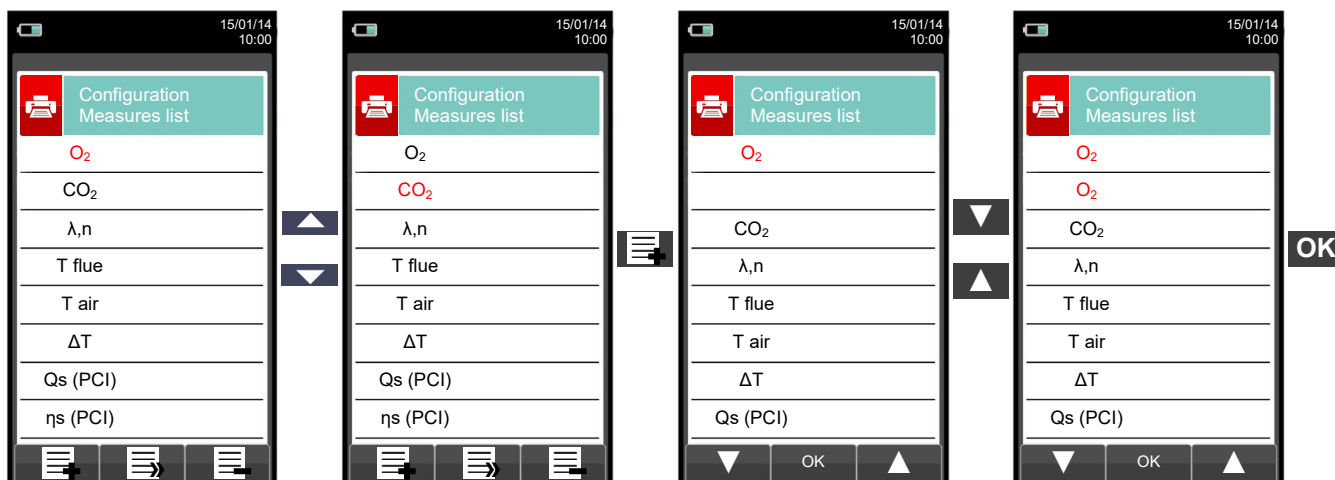 15/01/14
10:00
Configuration
Measures list
O₂
CO₂
λ,n
T flue
T air
ΔT
Qs (PCI)
ηs (PCI)
15/01/14
10:00
Configuration
Measures list
O₂
CO₂
λ,n
T flue
T air
ΔT
Qs (PCI)
ηs (PCI)
15/01/14
10:00
Configuration
Measures list
O₂
CO₂
λ,n
T flue
T air
ΔT
Qs (PCI)
OK
15/01/14
10:00
Configuration
Measures list
O₂
O₂
CO₂
λ,n
T flue
T air
ΔT
Qs (PCI)
OK
OK